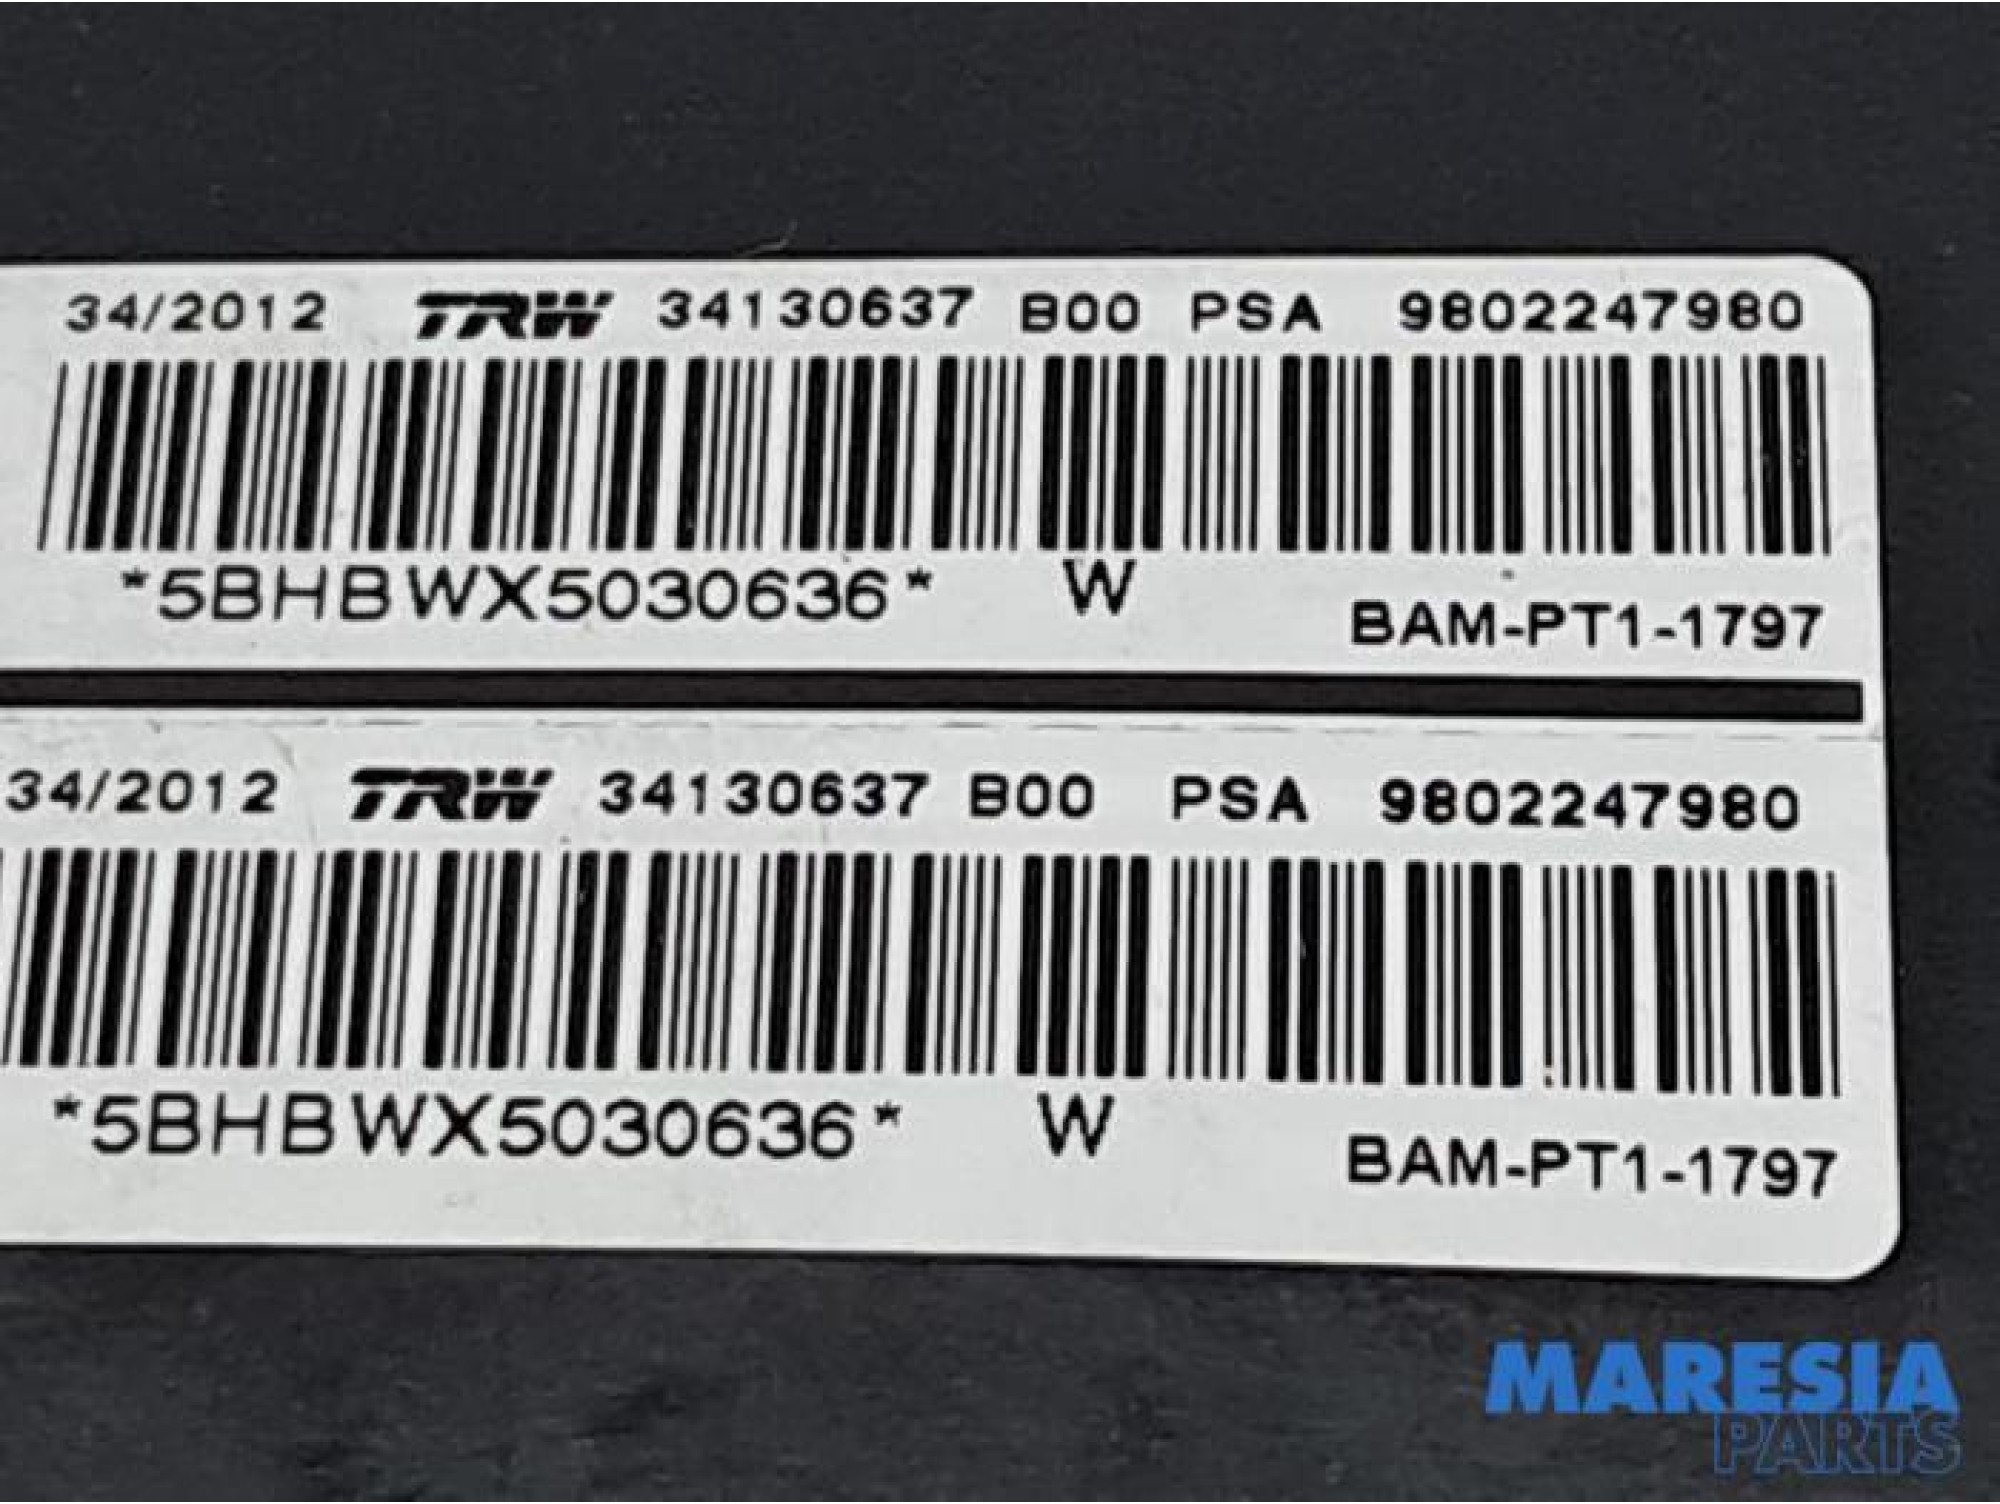 34/2012 TRW 34130637 B00 PSA 9802247980
*5BHBWX5030636* W
BAM-PT1-1797
34/2012 TRW 34130637 B00 PSA 9802247980
*5BHBWX5030636* W
BAM-PT1-1797
MARESIA
PARTS